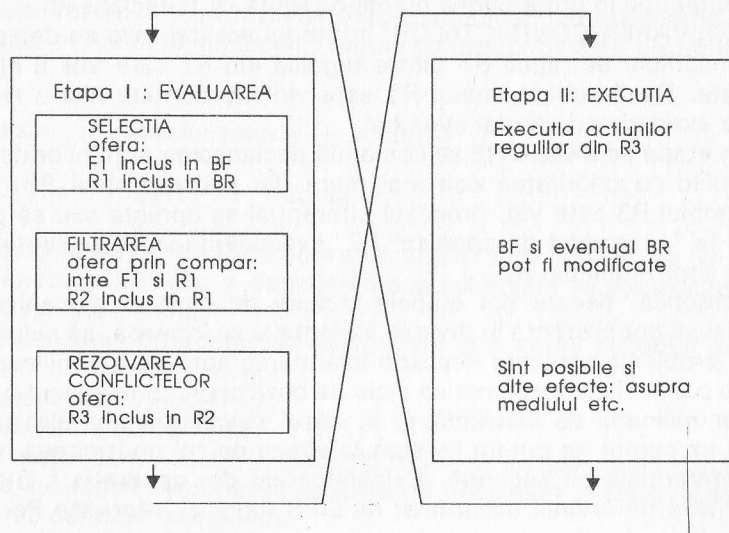 Etapa I : EVALUAREA
SELECTIA
ofera:
F1 inclus in BF
R1 inclus in BR
FILTRAREA
ofera prin compar:
intre F1 si R1
R2 inclus in R1
REZOLVAREA
CONFLICTELOR
ofera:
R3 inclus in R2
Etapa II: EXECUTIA
Executia actiunilor
regulilor din R3
BF si eventual BR
pot fi modificate
Sint posibile si
alte efecte: asupra
mediului etc.